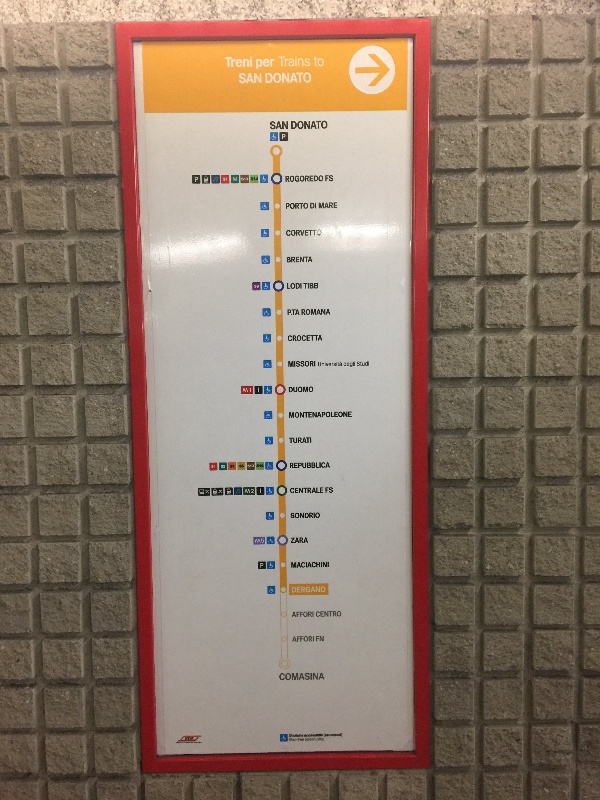 Treni per Trains to
SAN DONATO
SAN DONATO
P
P ROGOREDO FS
PORTO DI MARE
CORVETTO
BRENTA
LODI TIBB
P.TA ROMANA
CROCETTA
MISSORI Università degli Studi
M1 DUOMO
MONTENAPOLEONE
TURATI
REPUBBLICA
M2 CENTRALE FS
SONDRIO
M5 ZARA
P MACIACHINI
DERGANO
AFFORI CENTRO
AFFORI FN
COMASINA